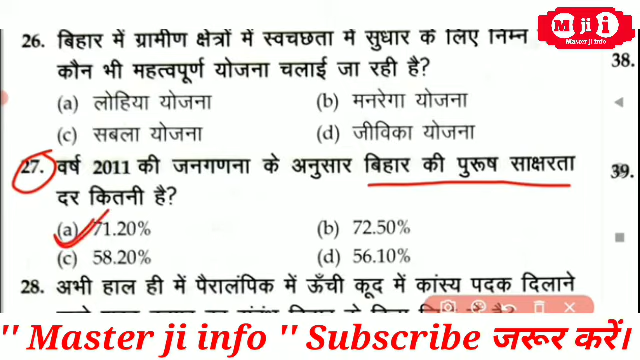 M ji i
Master ji info
26. बिहार में ग्रामीण क्षेत्रों में स्वचछता में सुधार के लिए निम्न
कौन भी महत्वपूर्ण योजना चलाई जा रही है?
(a) लोहिया योजना (b) मनरेगा योजना
(c) सबला योजना (d) जीविका योजना
27. वर्ष 2011 की जनगणना के अनुसार बिहार की पुरूष साक्षरता
दर कितनी है?
(a) 71.20% (b) 72.50%
(c) 58.20% (d) 56.10%
28. अभी हाल ही में पैरालंपिक में ऊँची कूद में कांस्य पदक दिलाने
38.
39.
" Master ji info " Subscribe जरूर करें।